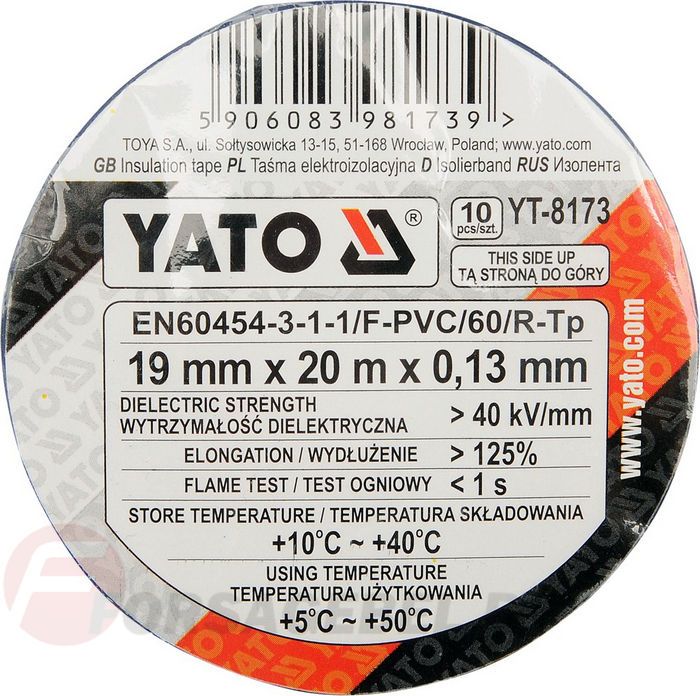 5906083981739>
TOYA S.A., ul. Sołtysowicka 13-15, 51-168 Wrocław, Poland; www.yato.com
GB Insulation tape PL Taśma elektroizolacyjna D Isolierband RUS Изолента
YATO ®
10 pcs/szt. YT-8173
THIS SIDE UP
TĄ STRONĄ DO GÓRY
EN60454-3-1-1/F-PVC/60/R-Tp
19 mm x 20 m x 0,13 mm
DIELECTRIC STRENGTH
WYTRZYMAŁOŚĆ DIELEKTRYCZNA > 40 kV/mm
ELONGATION / WYDŁUŻENIE > 125%
FLAME TEST / TEST OGNIOWY < 1 s
STORE TEMPERATURE / TEMPERATURA SKŁADOWANIA
+10°C ~ +40°C
USING TEMPERATURE
TEMPERATURA UŻYTKOWANIA
+5°C ~ +50°C
www.yato.com
YATO
YATO
YATO